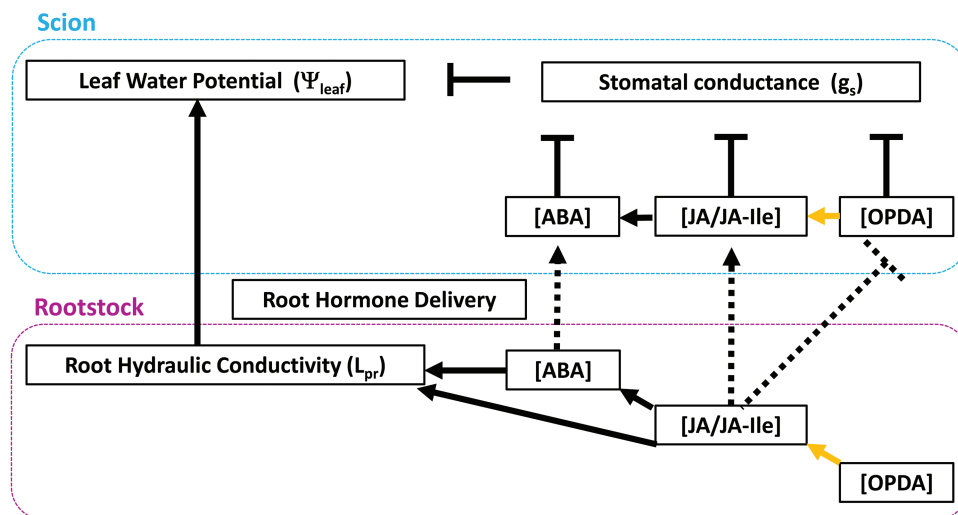 Scion
Leaf Water Potential (Ψleaf)
Stomatal conductance (gs)
[ABA]
[JA/JA-Ile]
[OPDA]
Root Hormone Delivery
Rootstock
Root Hydraulic Conductivity (Lpr)
[ABA]
[JA/JA-Ile]
[OPDA]